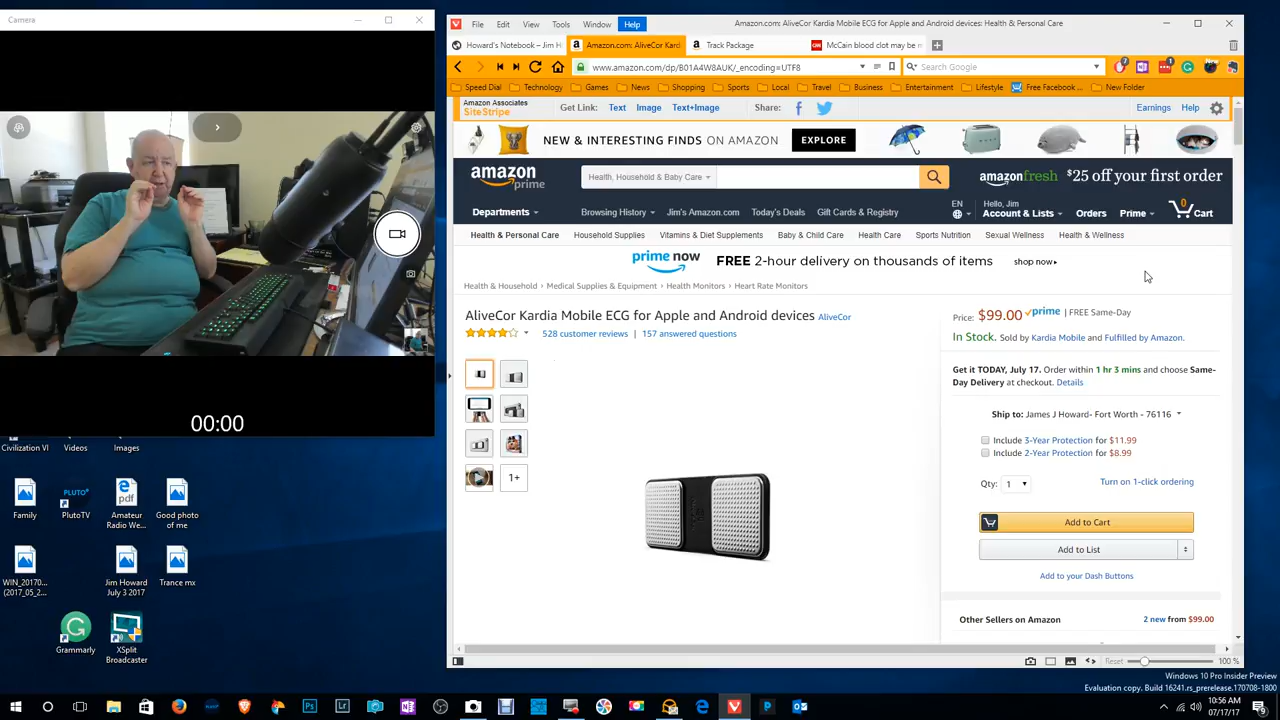 Camera
00:00
Civilization VI
Videos
Images
Family
PlutoTV
Amateur Radio We...
Good photo of me
WIN_20170...
(2017_05_2...
Jim Howard July 3 2017
Trance mx
Grammarly
XSplit Broadcaster
File Edit View Tools Window Help
Amazon.com: AliveCor Kardia Mobile ECG for Apple and Android devices: Health & Personal Care
Howard's Notebook – Jim H
Amazon.com: AliveCor Kard
Track Package
McCain blood clot may be m
www.amazon.com/dp/B01A4W8AUK/_encoding=UTF8
Search Google
Speed Dial Technology Games News Shopping Sports Local Travel Business Entertainment Lifestyle Free Facebook ... New Folder
Amazon Associates
SiteStripe
Get Link: Text Image Text+Image Share: Earnings Help
NEW & INTERESTING FINDS ON AMAZON EXPLORE
amazon prime
Health, Household & Baby Care
amazonfresh $25 off your first order
Departments
Browsing History Jim's Amazon.com Today's Deals Gift Cards & Registry
EN
Hello, Jim
Account & Lists Orders Prime 0 Cart
Health & Personal Care Household Supplies Vitamins & Diet Supplements Baby & Child Care Health Care Sports Nutrition Sexual Wellness Health & Wellness
prime now FREE 2-hour delivery on thousands of items shop now
Health & Household › Medical Supplies & Equipment › Health Monitors › Heart Rate Monitors
AliveCor Kardia Mobile ECG for Apple and Android devices AliveCor
528 customer reviews | 157 answered questions
1+
Price: $99.00 prime | FREE Same-Day
In Stock. Sold by Kardia Mobile and Fulfilled by Amazon.
Get it TODAY, July 17. Order within 1 hr 3 mins and choose Same-
Day Delivery at checkout. Details
Ship to: James J Howard- Fort Worth - 76116
Include 3-Year Protection for $11.99
Include 2-Year Protection for $8.99
Qty: 1
Turn on 1-click ordering
Add to Cart
Add to List
Add to your Dash Buttons
Other Sellers on Amazon 2 new from $99.00
Reset 100 %
Windows 10 Pro Insider Preview
Evaluation copy. Build 16241.rs_prerelease.170708-1800
10:56 AM
07/17/17